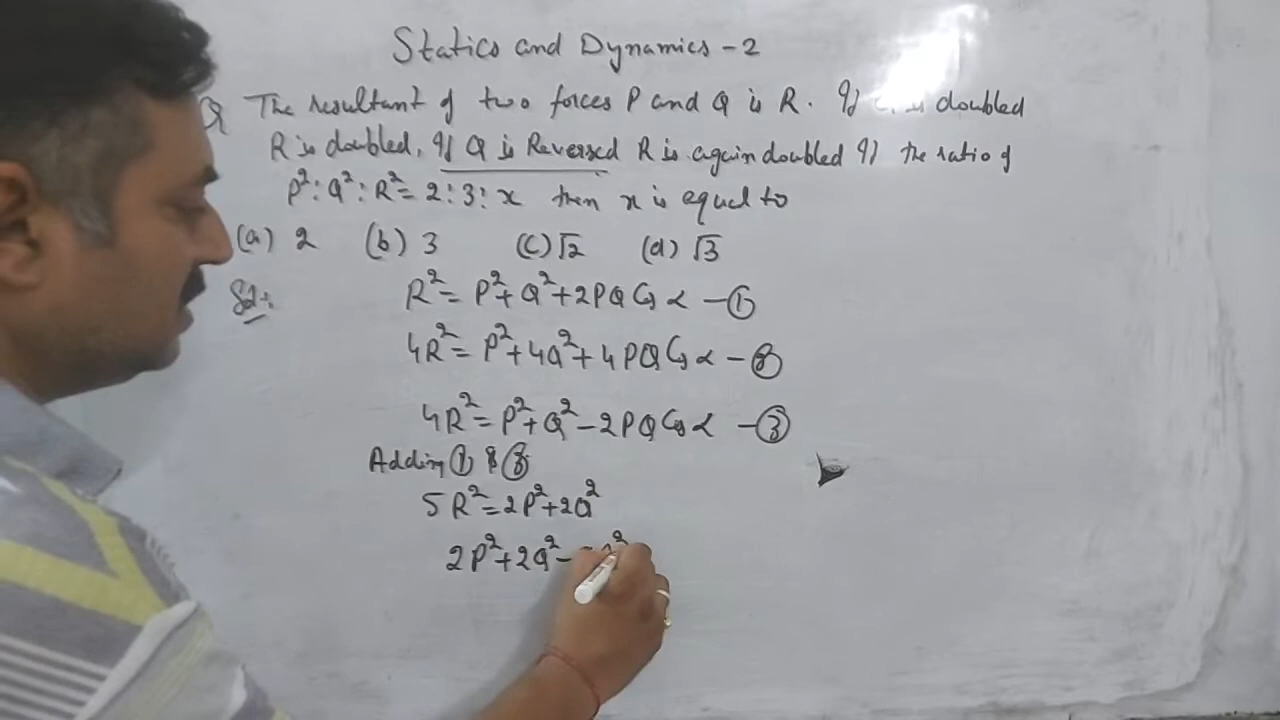 Statics and Dynamics - 2
Q The resultant of two forces P and Q is R. If is doubled
R is doubled, If Q is Reversed R is again doubled If the ratio of
P²:Q²:R² = 2:3:x then x is equal to
(a) 2 (b) 3 (c) √2 (d) √3
Sol:
R² = P² + Q² + 2PQ Cos α - ①
4R² = P² + 4Q² + 4PQ Cos α - ②
4R² = P² + Q² - 2PQ Cos α - ③
Adding ① & ③
5R² = 2P² + 2Q²
2P² + 2Q² -